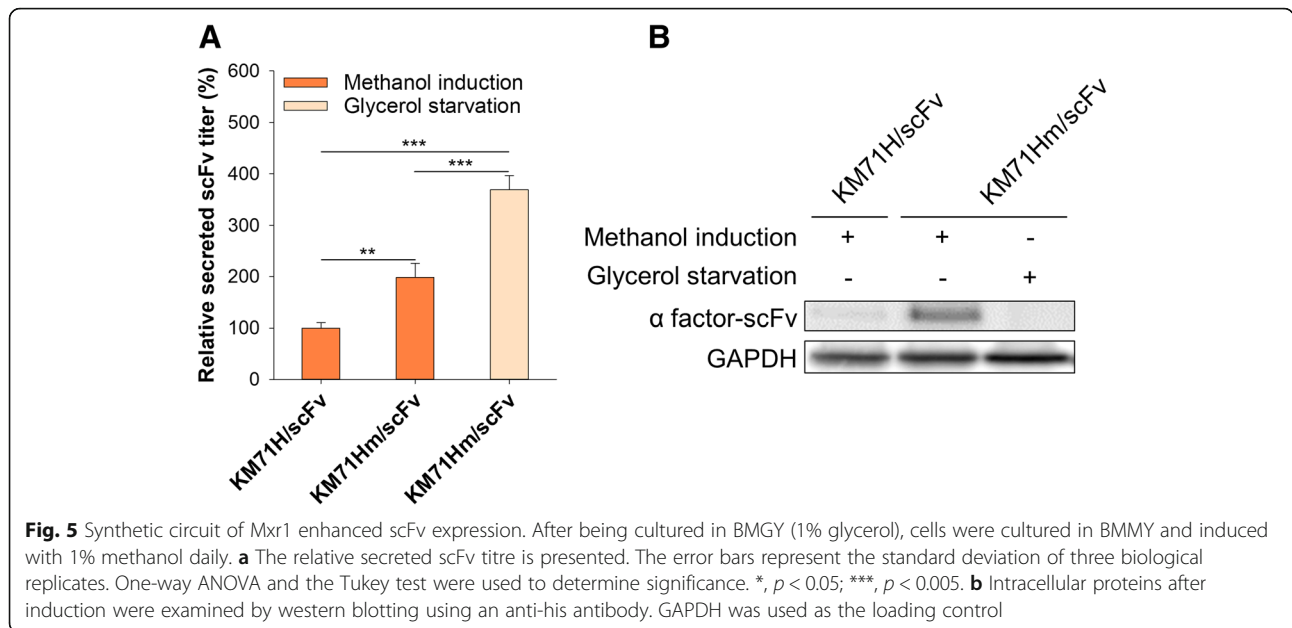 A
Relative secreted scFv titer (%)
600
500
400
300
200
100
0
Methanol induction
Glycerol starvation
***
***
**
KM71H/scFv
KM71Hm/scFv
KM71Hm/scFv
B
KM71H/scFv
KM71Hm/scFv
Methanol induction + + -
Glycerol starvation - - +
α factor-scFv
GAPDH
Fig. 5 Synthetic circuit of Mxr1 enhanced scFv expression. After being cultured in BMGY (1% glycerol), cells were cultured in BMMY and induced
with 1% methanol daily. a The relative secreted scFv titre is presented. The error bars represent the standard deviation of three biological
replicates. One-way ANOVA and the Tukey test were used to determine significance. *, p < 0.05; ***, p < 0.005. b Intracellular proteins after
induction were examined by western blotting using an anti-his antibody. GAPDH was used as the loading control